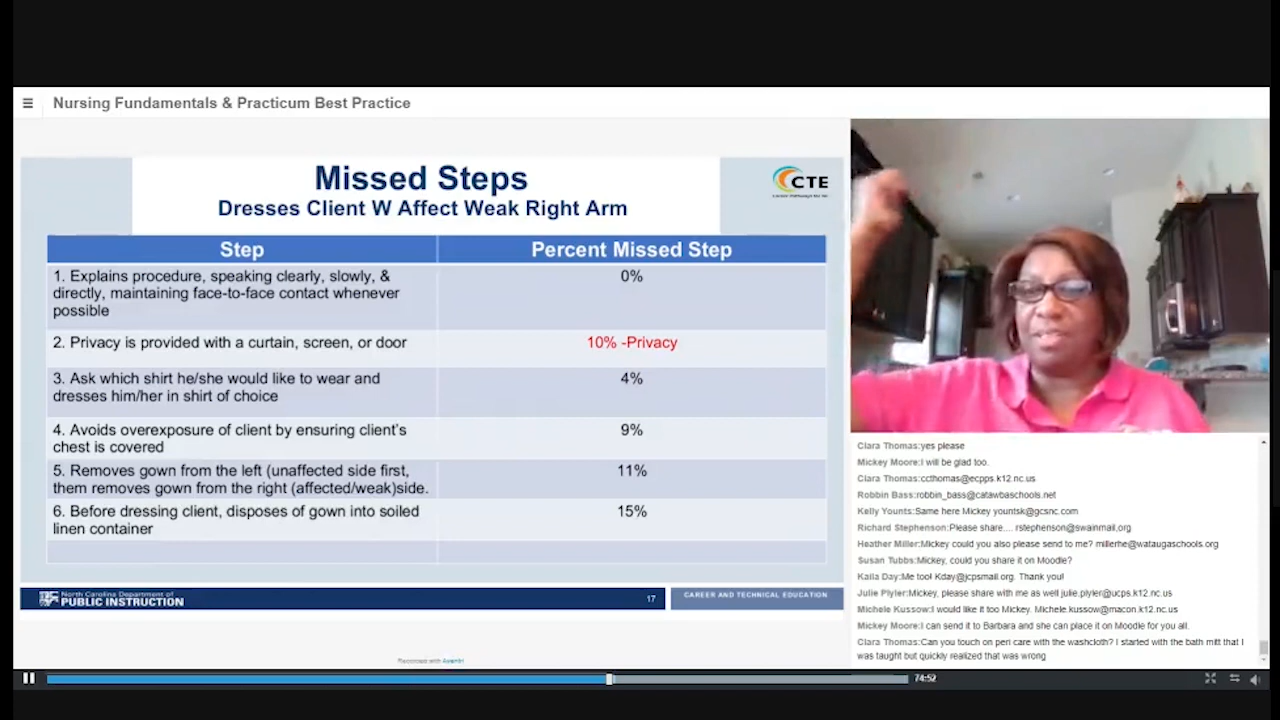 ☰ Nursing Fundamentals & Practicum Best Practice
Missed Steps
Dresses Client W Affect Weak Right Arm
CTE
Step
Percent Missed Step
1. Explains procedure, speaking clearly, slowly, &
directly, maintaining face-to-face contact whenever
possible
0%
2. Privacy is provided with a curtain, screen, or door
10% -Privacy
3. Ask which shirt he/she would like to wear and
dresses him/her in shirt of choice
4%
4. Avoids overexposure of client by ensuring client's
chest is covered
9%
5. Removes gown from the left (unaffected side first,
them removes gown from the right (affected/weak)side.
11%
6. Before dressing client, disposes of gown into soiled
linen container
15%
North Carolina Department of
PUBLIC INSTRUCTION
17
CAREER AND TECHNICAL EDUCATION
Clara Thomas:yes please
Mickey Moore:I will be glad too.
Clara Thomas:ccthomas@ecpps.k12.nc.us
Robbin Bass:robbin_bass@catawbaschools.net
Kelly Younts:Same here Mickey yountsk@gcsnc.com
Richard Stephenson:Please share.... rstephenson@swainmail.org
Heather Miller:Mickey could you also please send to me? millerhe@wataugaschools.org
Susan Tubbs:Mickey, could you share it on Moodle?
Kaila Day:Me too! Kday@jcpsmail.org. Thank you!
Julie Plyler:Mickey, please share with me as well julie.plyler@ucps.k12.nc.us
Michele Kussow:I would like it too Mickey. Michele.kussow@macon.k12.nc.us
Mickey Moore:I can send it to Barbara and she can place it on Moodle for you all.
Clara Thomas:Can you touch on peri care with the washcloth? I started with the bath mitt that I
was taught but quickly realized that was wrong
Recorded with
74:52